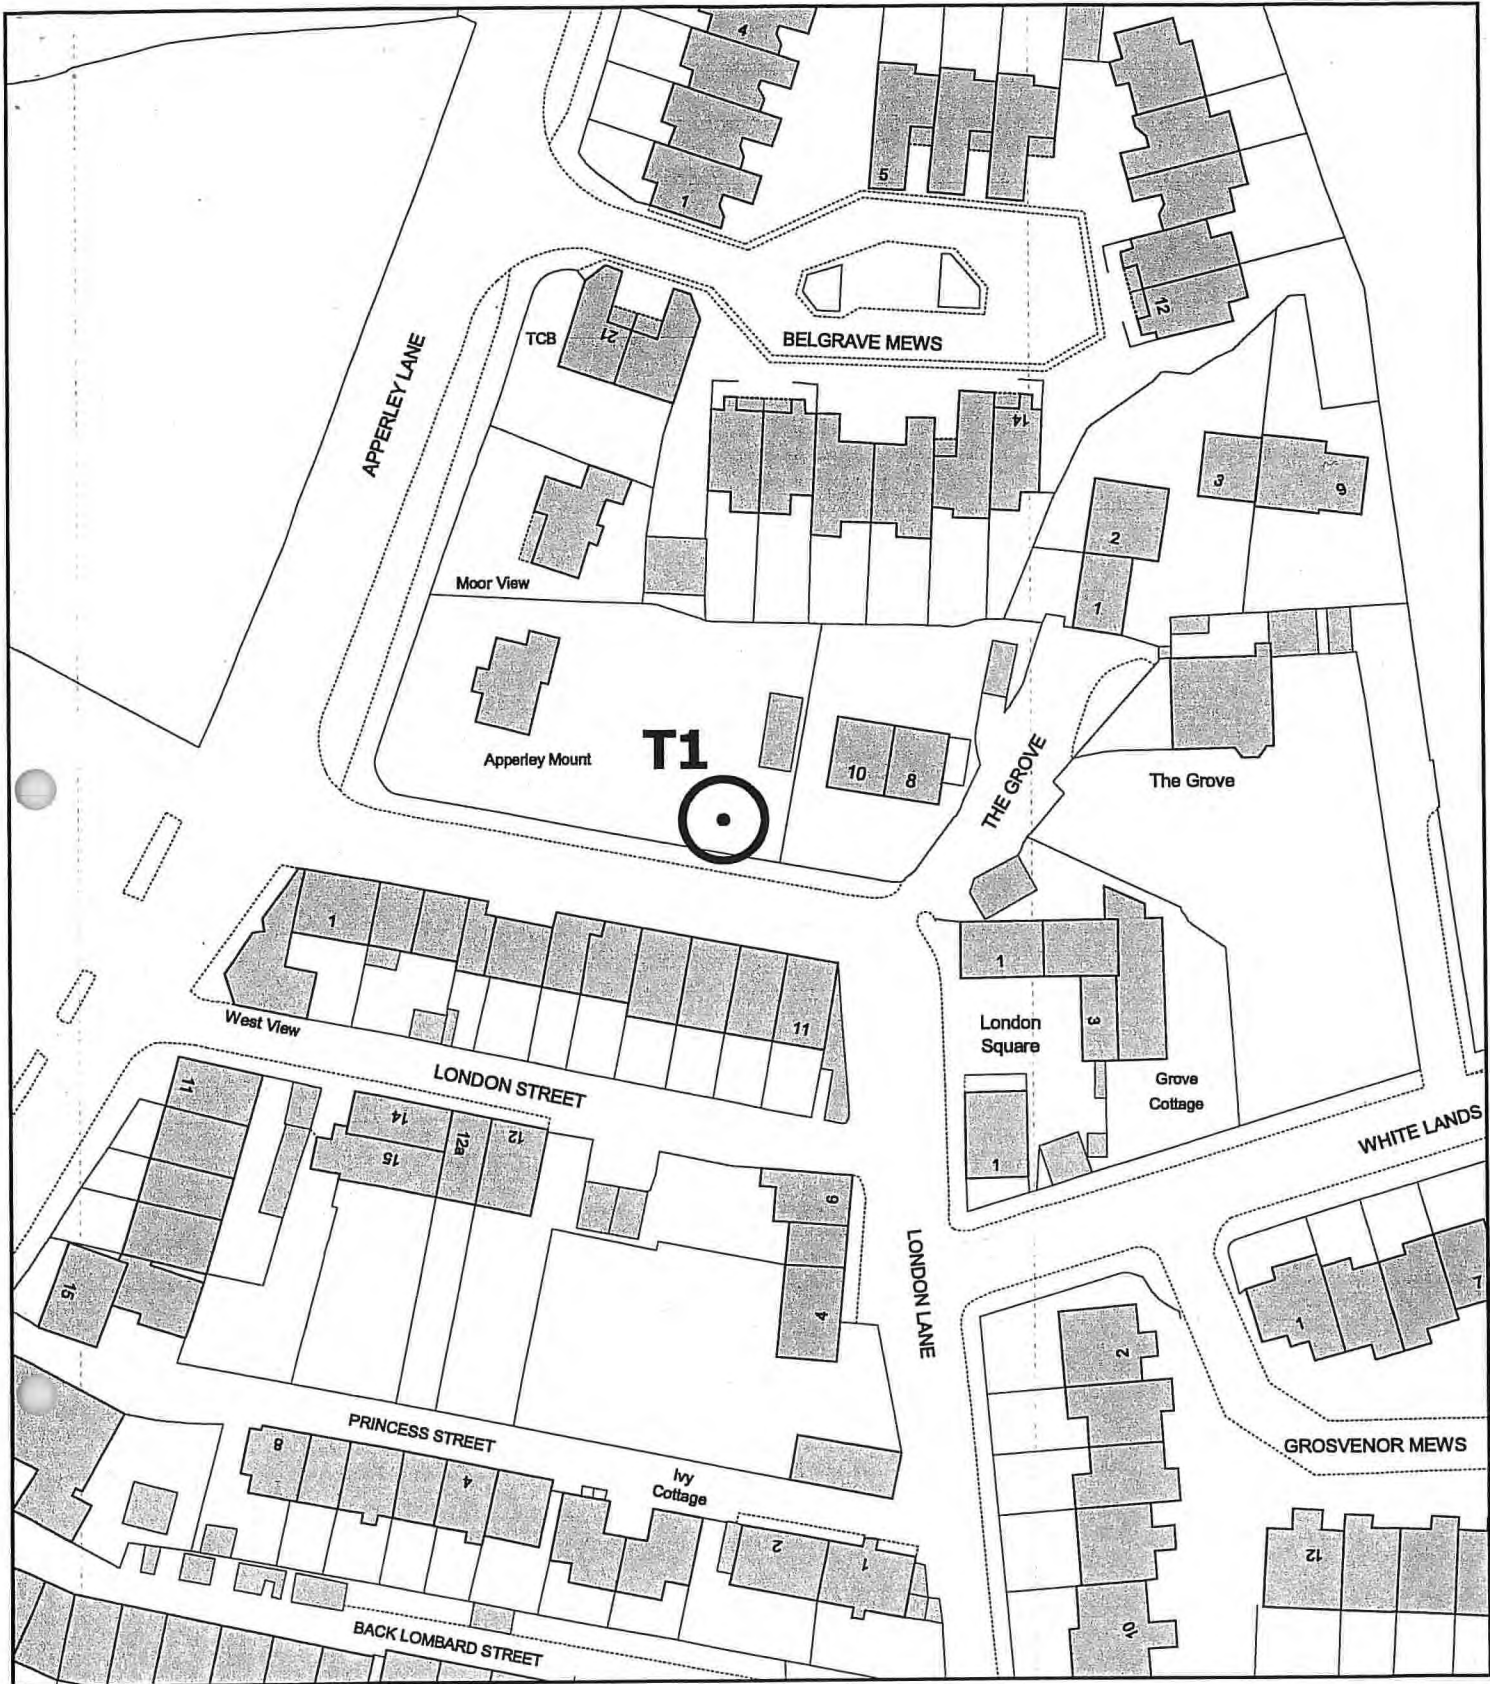 4
1
5
12
TCB
21
BELGRAVE MEWS
APPERLEY LANE
14
3
9
2
1
Moor View
T1
Apperley Mount
10
8
THE GROVE
The Grove
1
11
West View
1
3
London
Square
Grove
Cottage
1
LONDON STREET
11
14
12a
12
15
WHITE LANDS
9
4
LONDON LANE
15
1
7
2
PRINCESS STREET
8
4
Ivy
Cottage
GROSVENOR MEWS
2
1
12
10
BACK LOMBARD STREET